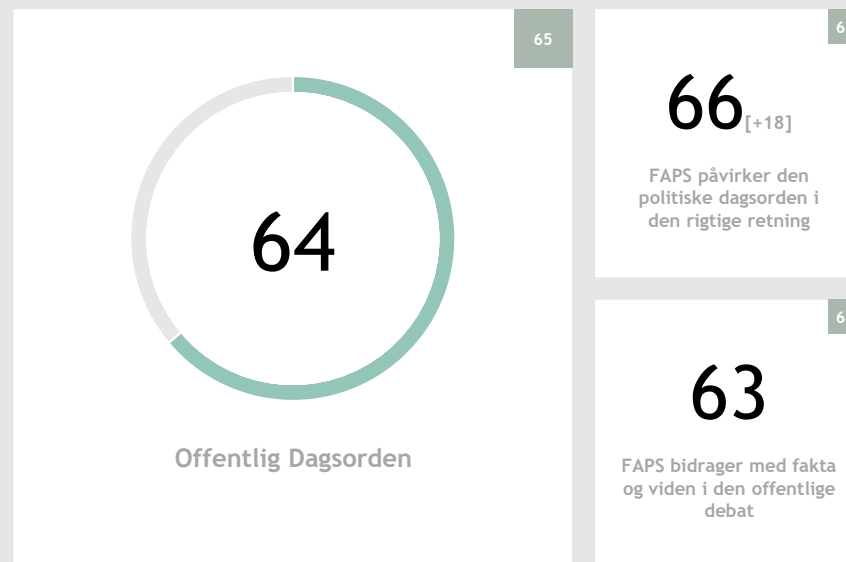 65
64
Offentlig Dagsorden
66 [+18]
FAPS påvirker den
politiske dagsorden i
den rigtige retning
63
FAPS bidrager med fakta
og viden i den offentlige
debat